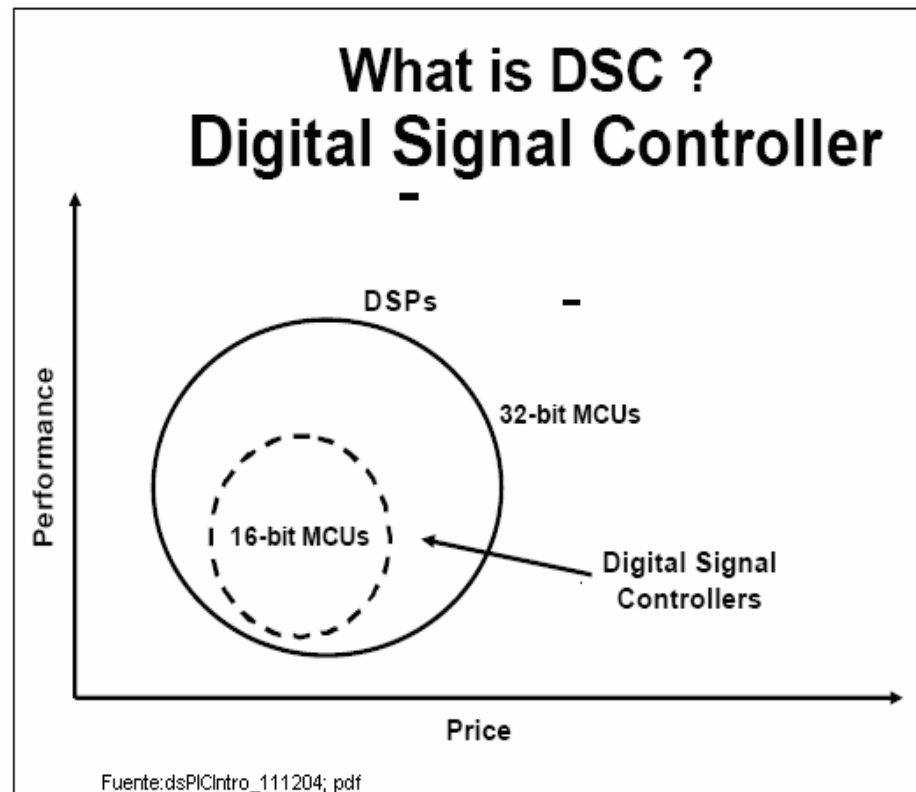 What is DSC ?
Digital Signal Controller
DSPs
32-bit MCUs
Performance
16-bit MCUs
Digital Signal
Controllers
Price
Fuente:dsPICIntro_111204; pdf